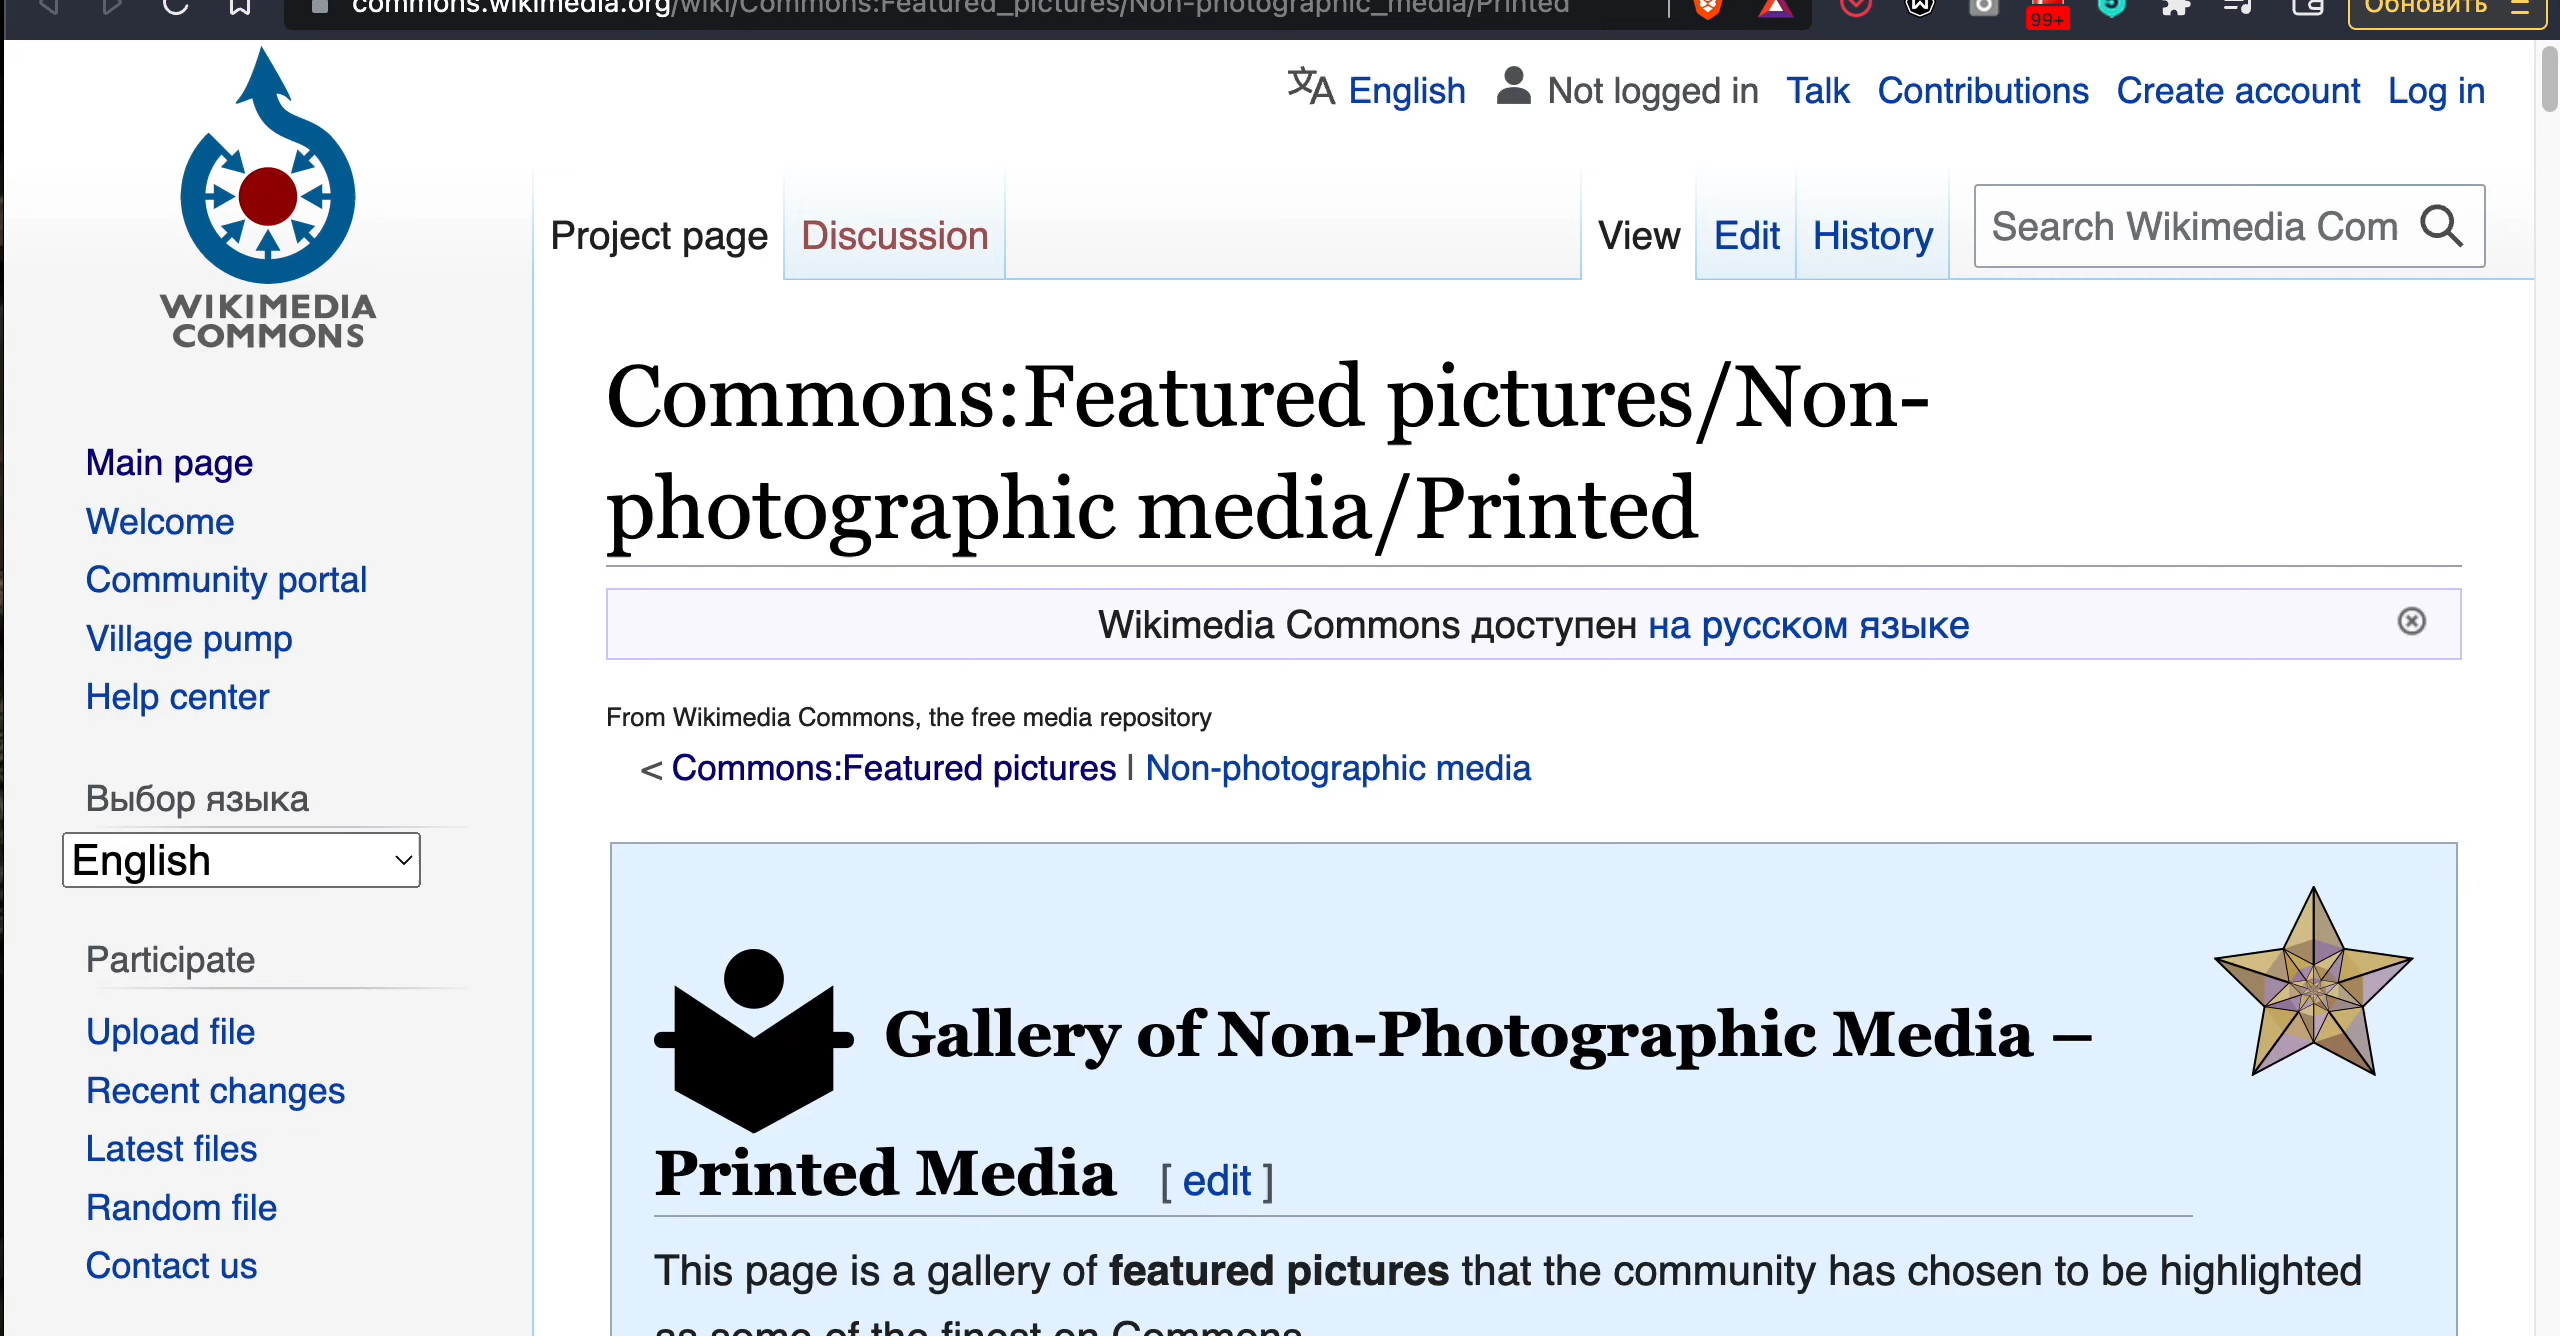 commons.wikimedia.org/wiki/Commons:Featured_pictures/Non-photographic_media/Printed
99+
Обновить
English Not logged in Talk Contributions Create account Log in
WIKIMEDIA
COMMONS
Project page Discussion View Edit History Search Wikimedia Com
Commons:Featured pictures/Non-
photographic media/Printed
Wikimedia Commons доступен на русском языке
From Wikimedia Commons, the free media repository
< Commons:Featured pictures | Non-photographic media
Main page
Welcome
Community portal
Village pump
Help center
Выбор языка
English
Participate
Upload file
Recent changes
Latest files
Random file
Contact us
Gallery of Non-Photographic Media –
Printed Media [ edit ]
This page is a gallery of featured pictures that the community has chosen to be highlighted
as some of the finest on Commons.